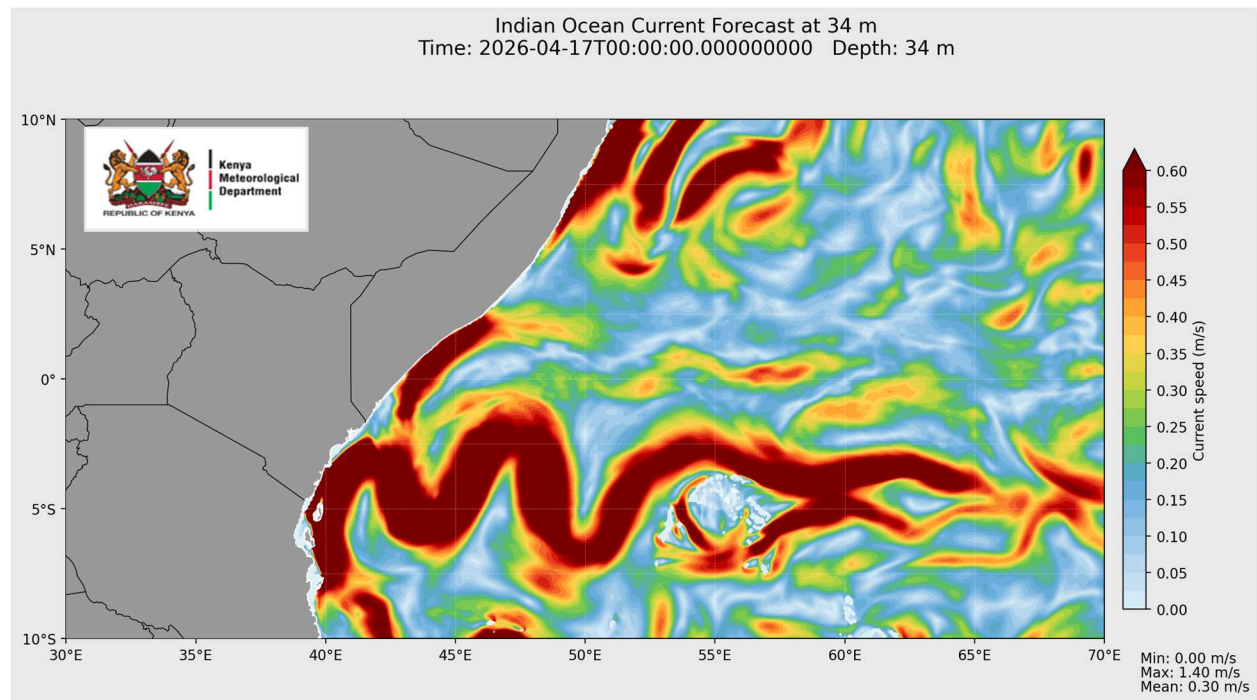 Indian Ocean Current Forecast at 34 m
Time: 2026-04-17T00:00:00.000000000   Depth: 34 m
10°N
5°N
0°
5°S
10°S
30°E
35°E
40°E
45°E
50°E
55°E
60°E
65°E
70°E
REPUBLIC OF KENYA
Kenya
Meteorological
Department
0.60
0.55
0.50
0.45
0.40
0.35
0.30
0.25
0.20
0.15
0.10
0.05
0.00
Current speed (m/s)
Min: 0.00 m/s
Max: 1.40 m/s
Mean: 0.30 m/s